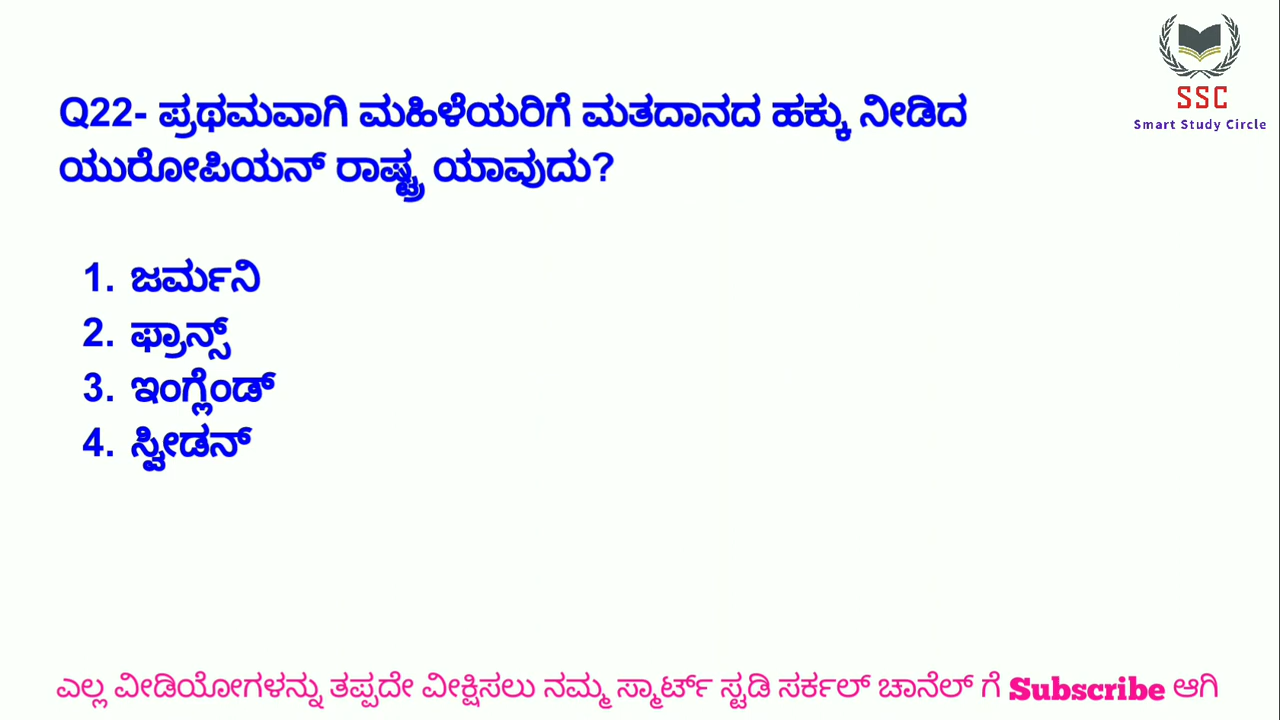 SSC
Smart Study Circle
Q22- ಪ್ರಥಮವಾಗಿ ಮಹಿಳೆಯರಿಗೆ ಮತದಾನದ ಹಕ್ಕು ನೀಡಿದ
ಯುರೋಪಿಯನ್ ರಾಷ್ಟ್ರ ಯಾವುದು?
1. ಜರ್ಮನಿ
2. ಫ್ರಾನ್ಸ್
3. ಇಂಗ್ಲೆಂಡ್
4. ಸ್ವೀಡನ್
ಎಲ್ಲ ವೀಡಿಯೋಗಳನ್ನು ತಪ್ಪದೇ ವೀಕ್ಷಿಸಲು ನಮ್ಮ ಸ್ಮಾರ್ಟ್ ಸ್ಟಡಿ ಸರ್ಕಲ್ ಚಾನೆಲ್ ಗೆ Subscribe ಆಗಿ